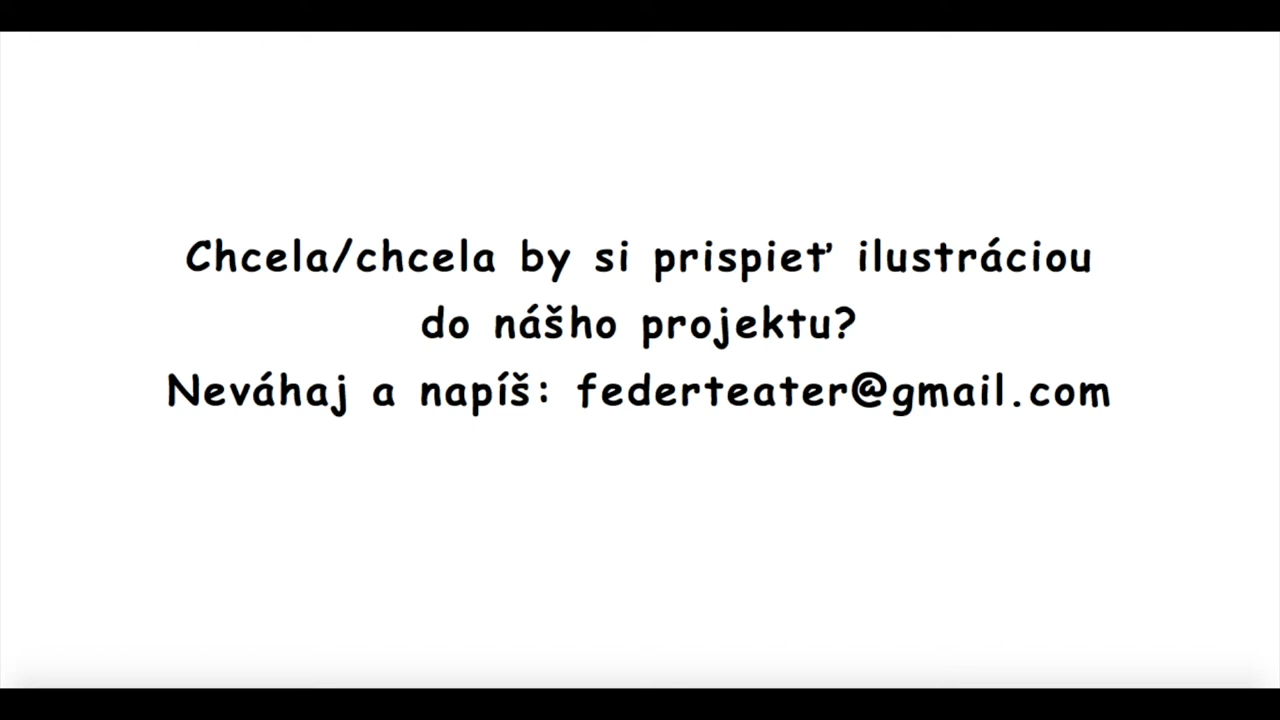 Chcela/chcela by si prispieť ilustráciou
do nášho projektu?
Neváhaj a napíš: federteater@gmail.com